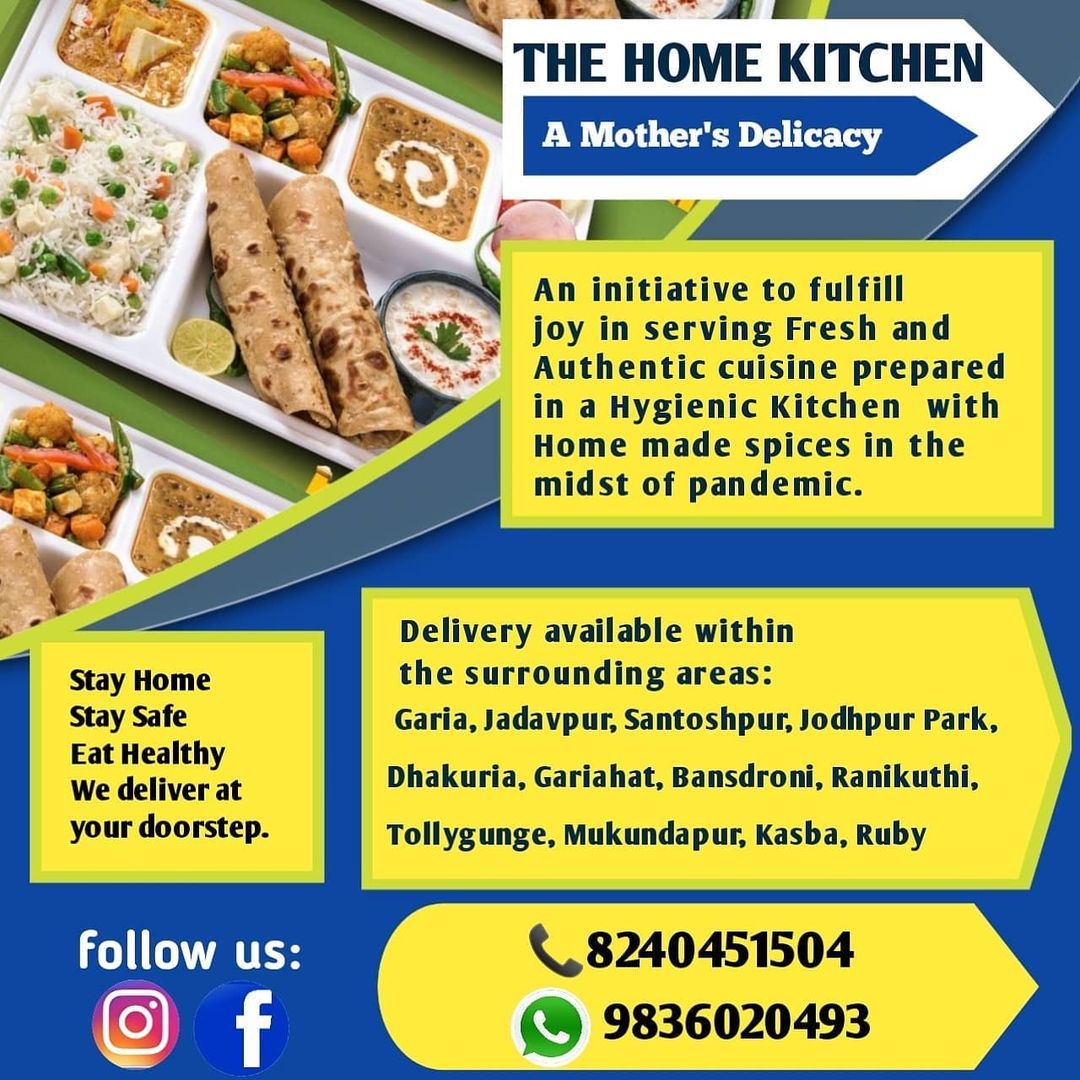 THE HOME KITCHEN
A Mother's Delicacy
An initiative to fulfill
joy in serving Fresh and
Authentic cuisine prepared
in a Hygienic Kitchen with
Home made spices in the
midst of pandemic.
Delivery available within
the surrounding areas:
Garia, Jadavpur, Santoshpur, Jodhpur Park,
Dhakuria, Gariahat, Bansdroni, Ranikuthi,
Tollygunge, Mukundapur, Kasba, Ruby
Stay Home
Stay Safe
Eat Healthy
We deliver at
your doorstep.
follow us:
8240451504
9836020493